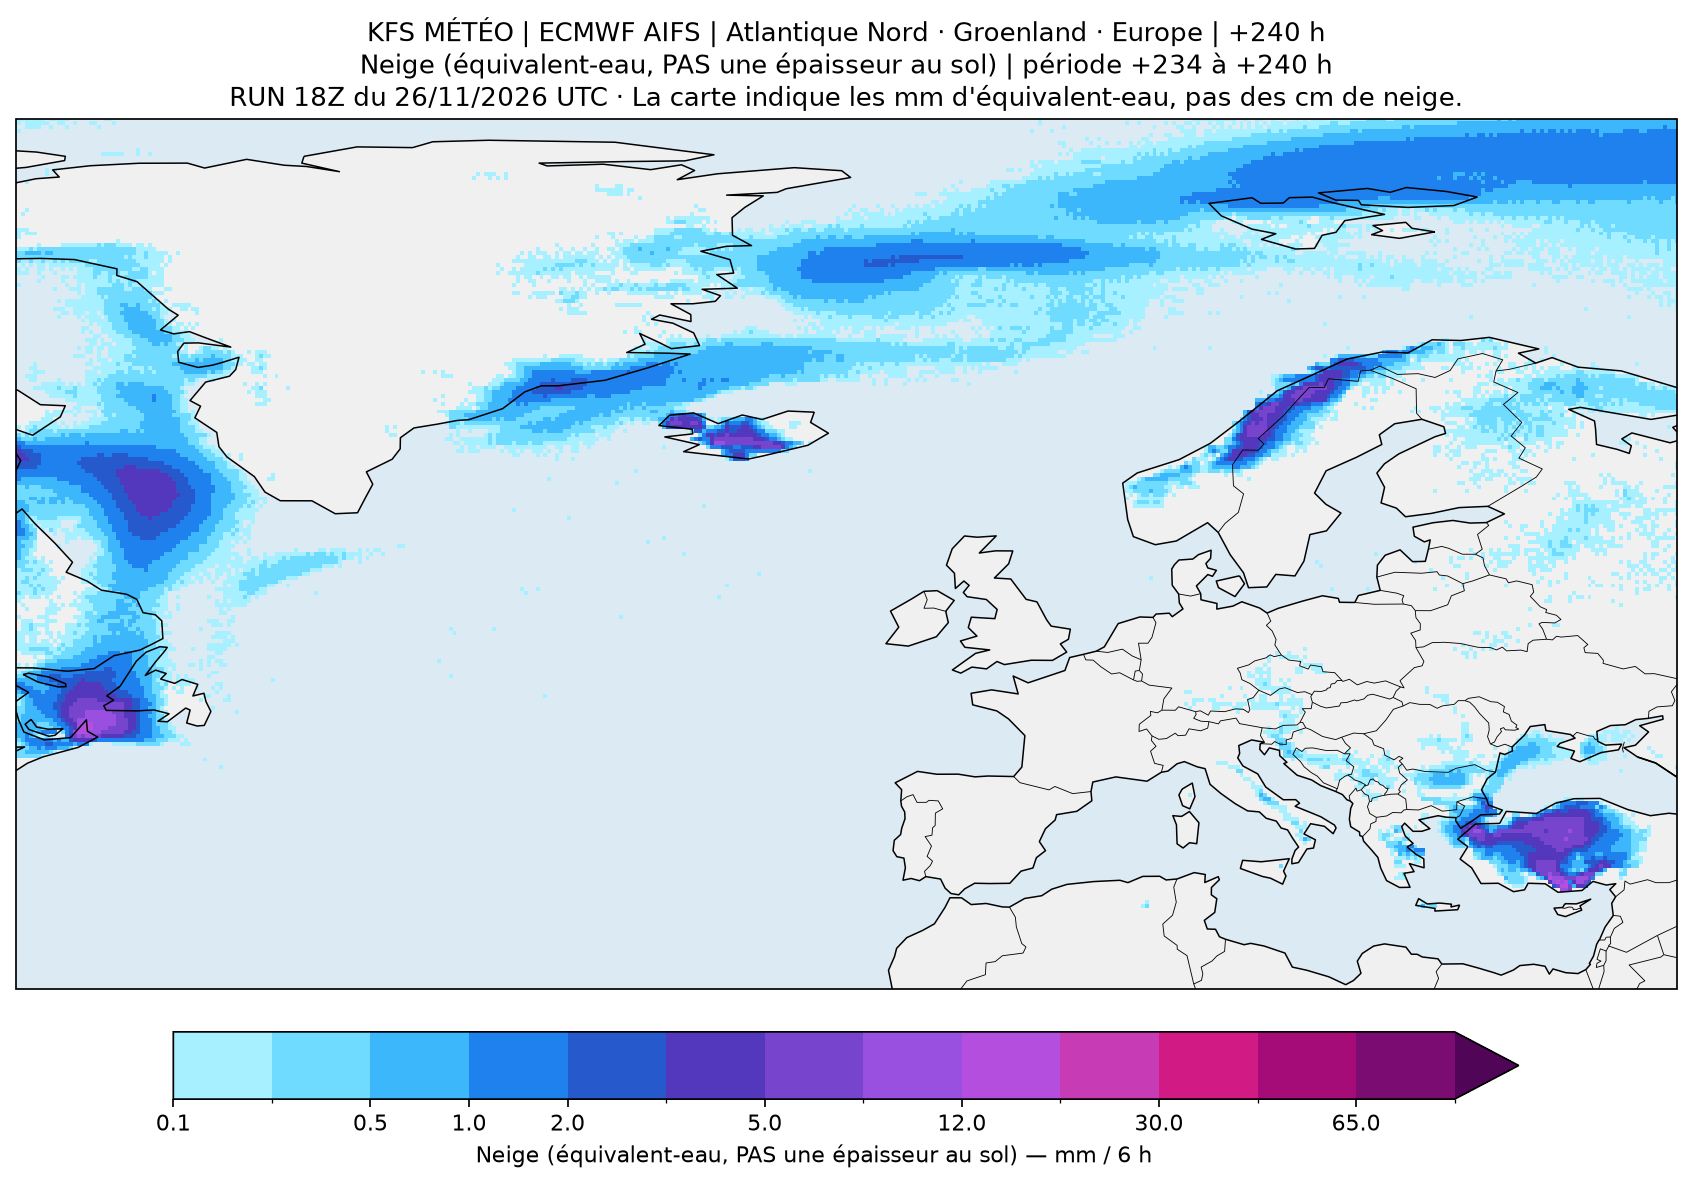 KFS MÉTÉO | ECMWF AIFS | Atlantique Nord · Groenland · Europe | +240 h
Neige (équivalent-eau, PAS une épaisseur au sol) | période +234 à +240 h
RUN 18Z du 26/11/2026 UTC · La carte indique les mm d'équivalent-eau, pas des cm de neige.
0.1 0.5 1.0 2.0 5.0 12.0 30.0 65.0
Neige (équivalent-eau, PAS une épaisseur au sol) — mm / 6 h